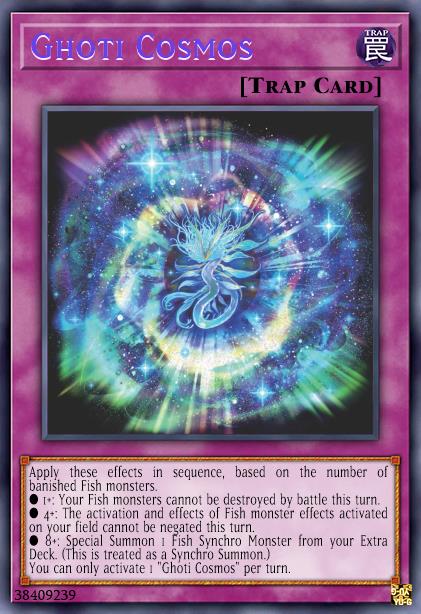 Ghoti Cosmos
TRAP
罠
[Trap Card]
Apply these effects in sequence, based on the number of
banished Fish monsters.
● 1+: Your Fish monsters cannot be destroyed by battle this turn.
● 4+: The activation and effects of Fish monster effects activated
on your field cannot be negated this turn.
● 8+: Special Summon 1 Fish Synchro Monster from your Extra
Deck. (This is treated as a Synchro Summon.)
You can only activate 1 "Ghoti Cosmos" per turn.
38409239